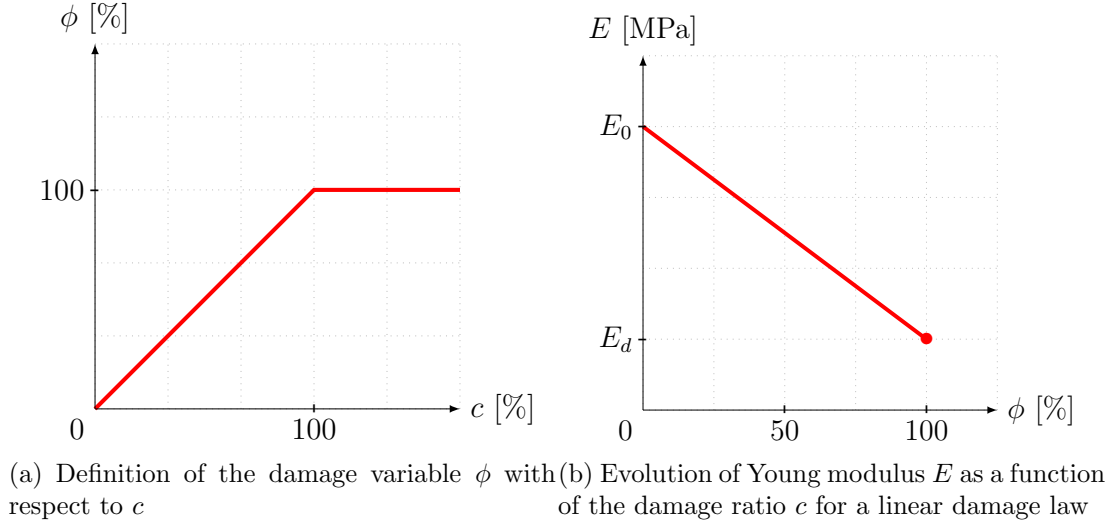 ϕ [%]
100
0
100
c [%]
(a) Definition of the damage variable ϕ with
respect to c
E [MPa]
E₀
E_d
0
50
100
ϕ [%]
(b) Evolution of Young modulus E as a function
of the damage ratio c for a linear damage law